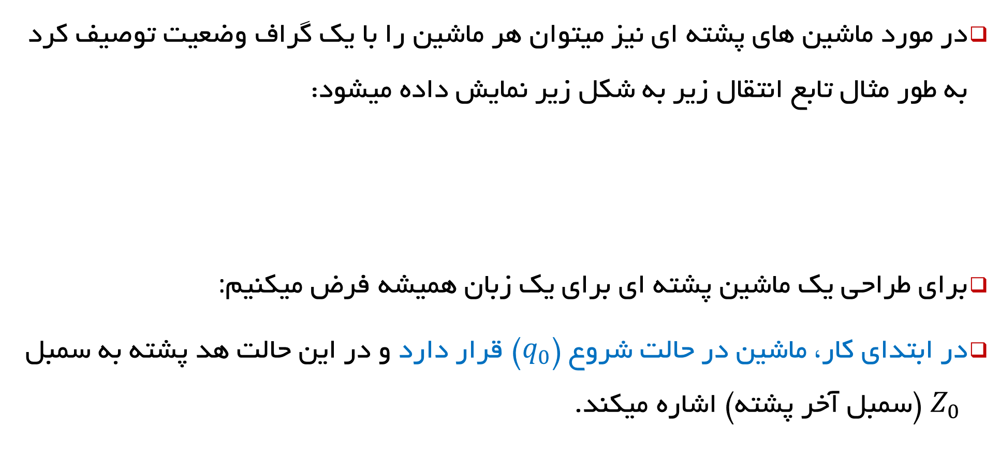 در مورد ماشین های پشته ای نیز میتوان هر ماشین را با یک گراف وضعیت توصیف کرد
به طور مثال تابع انتقال زیر به شکل زیر نمایش داده میشود:
برای طراحی یک ماشین پشته ای برای یک زبان همیشه فرض میکنیم:
در ابتدای کار، ماشین در حالت شروع (q₀) قرار دارد و در این حالت هد پشته به سمبل
Z₀ (سمبل آخر پشته) اشاره میکند.